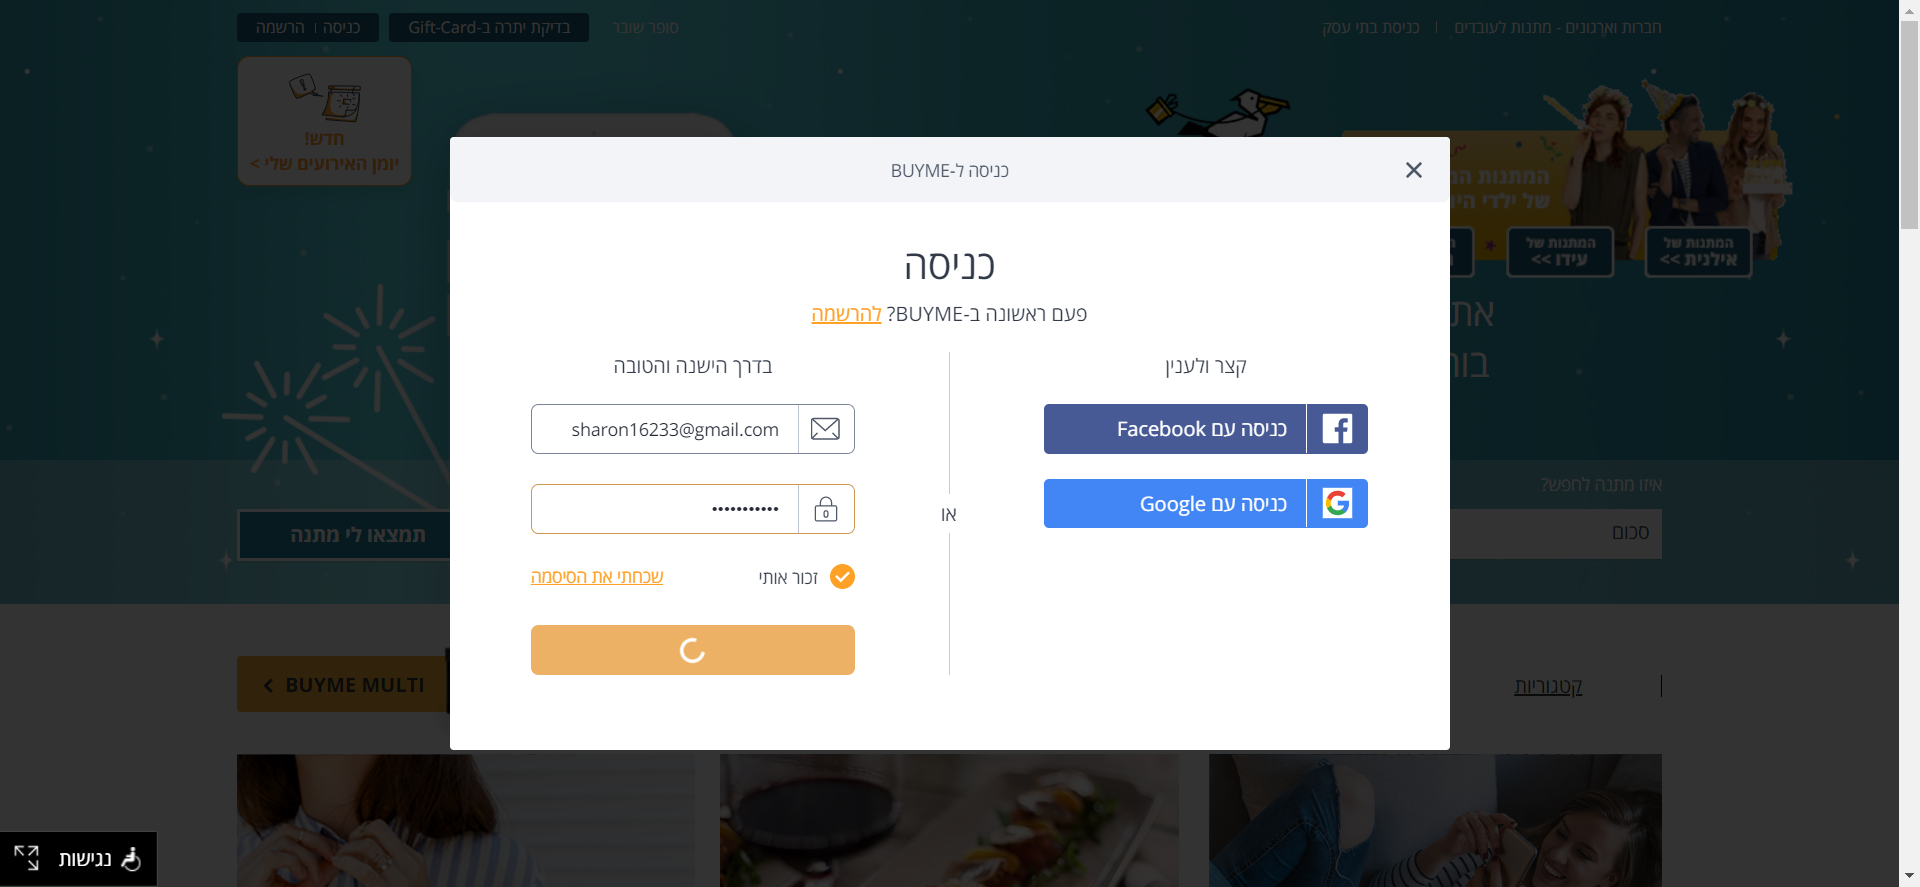 חברות וארגונים - מתנות לעובדים | כניסת בתי עסק
סופר שובר
בדיקת יתרה ב-Gift-Card
כניסה | הרשמה
חדש!
יומן האירועים שלי >
המתנות
של ילדי
המתנות של
אילנית >>
המתנות של
עידו >>
כניסה ל-BUYME
כניסה
פעם ראשונה ב-BUYME? להרשמה
קצר ולענין
כניסה עם Facebook
כניסה עם Google
או
בדרך הישנה והטובה
sharon16233@gmail.com
זכור אותי
שכחתי את הסיסמה
את
איזו מתנה לחפש?
סכום
תמצאו לי מתנה
קטגוריות
BUYME MULTI
נגישות